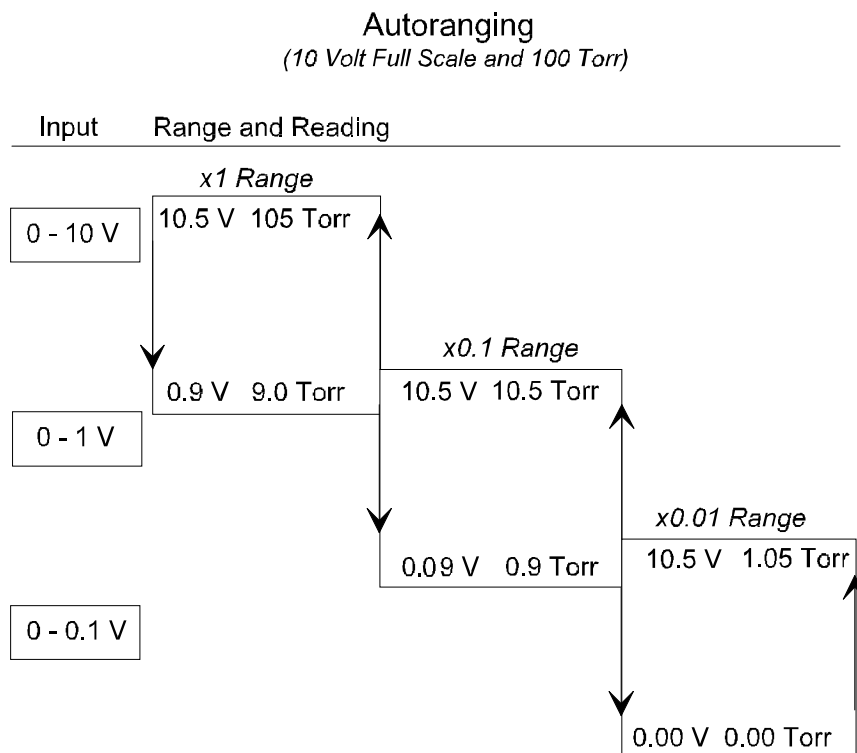 Autoranging
(10 Volt Full Scale and 100 Torr)
Input Range and Reading
x1 Range
0 - 10 V
10.5 V 105 Torr
x0.1 Range
0.9 V 9.0 Torr
10.5 V 10.5 Torr
0 - 1 V
x0.01 Range
0.09 V 0.9 Torr
10.5 V 1.05 Torr
0 - 0.1 V
0.00 V 0.00 Torr